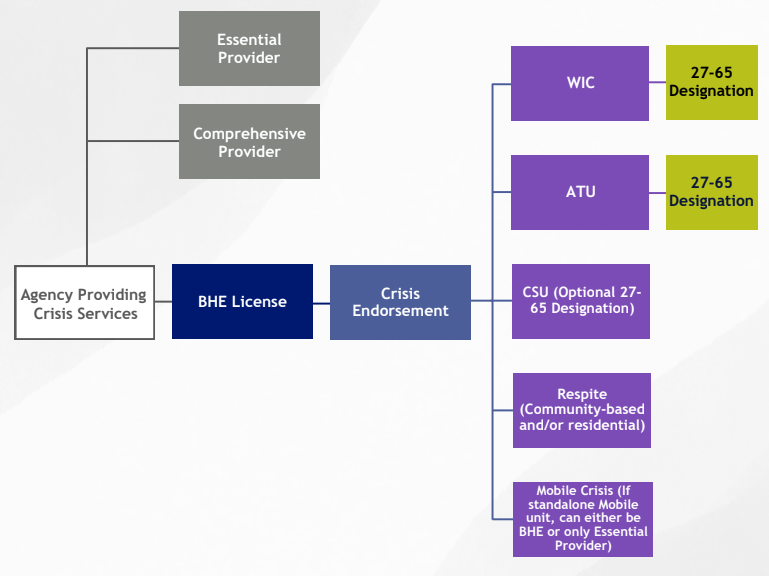 Essential
Provider
Comprehensive
Provider
Agency Providing
Crisis Services
BHE License
Crisis
Endorsement
WIC
27-65
Designation
ATU
27-65
Designation
CSU (Optional 27-
65 Designation)
Respite
(Community-based
and/or residential)
Mobile Crisis (If
standalone Mobile
unit, can either be
BHE or only Essential
Provider)